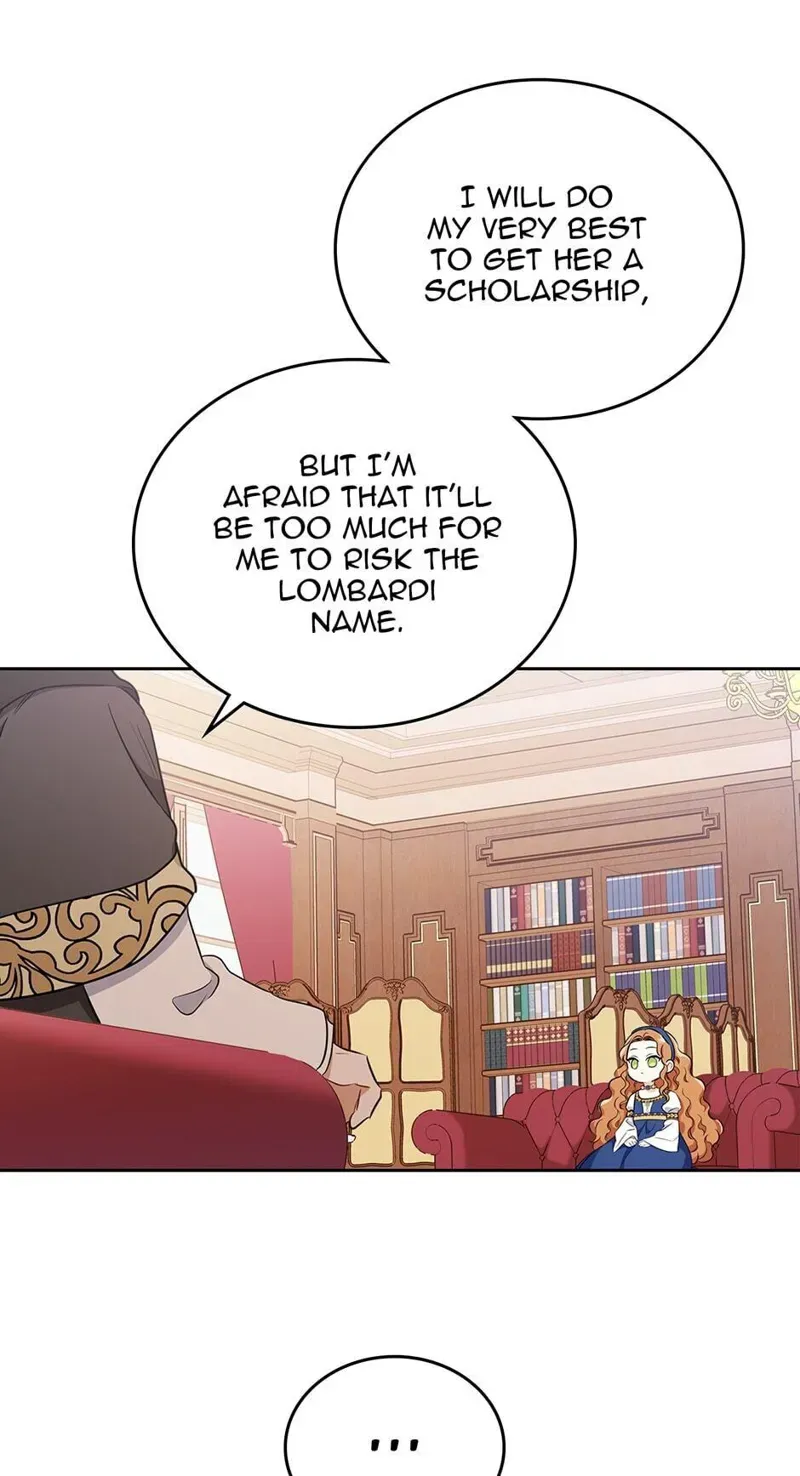 I WILL DO
MY VERY BEST
TO GET HER A
SCHOLARSHIP,
BUT I'M
AFRAID THAT IT'LL
BE TOO MUCH FOR
ME TO RISK THE
LOMBARDI
NAME.
...